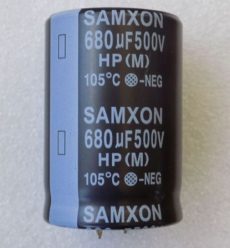 SAMXON
680µF500V
HP (M)
105°C -NEG
SAMXON
680µF500V
HP (M)
105°C -NEG
SAMXON